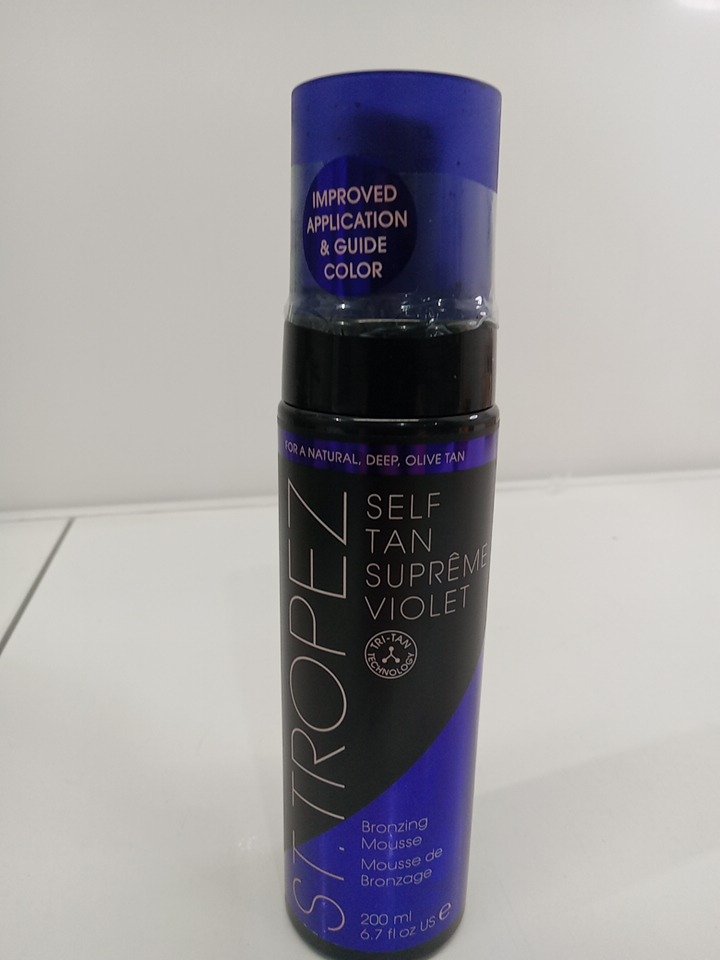 IMPROVED
APPLICATION
& GUIDE
COLOR
FOR A NATURAL, DEEP, OLIVE TAN
ST. TROPEZ
SELF
TAN
SUPRÊME
VIOLET
TRI-TAN
TECHNOLOGY
Bronzing
Mousse
Mousse de
Bronzage
200 ml
6.7 fl oz US ℮